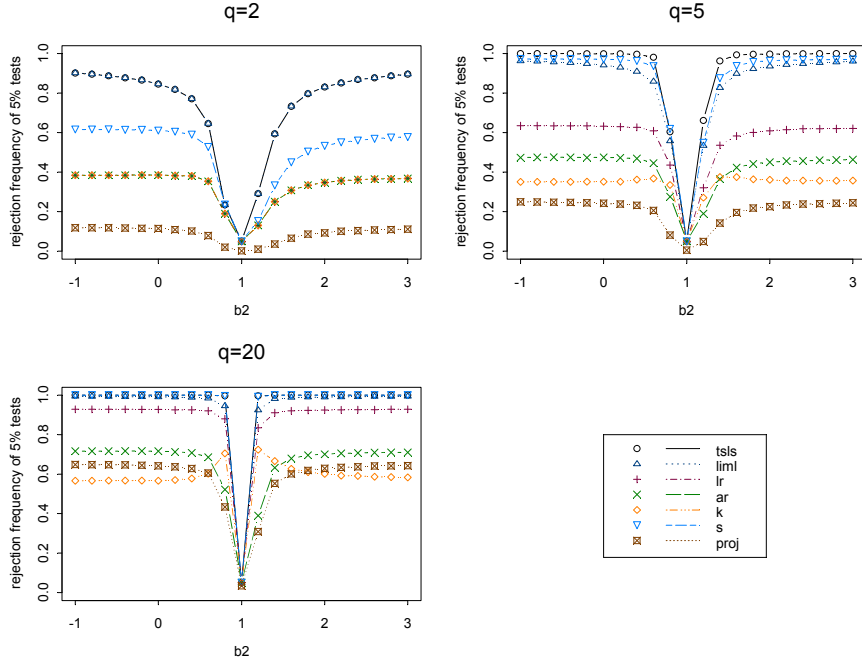 q=2
rejection frequency of 5% tests
0.0 0.2 0.4 0.6 0.8 1.0
-1 0 1 2 3
b2
q=5
rejection frequency of 5% tests
0.0 0.2 0.4 0.6 0.8 1.0
-1 0 1 2 3
b2
q=20
rejection frequency of 5% tests
0.0 0.2 0.4 0.6 0.8 1.0
-1 0 1 2 3
b2
tsls
liml
lr
ar
k
s
proj